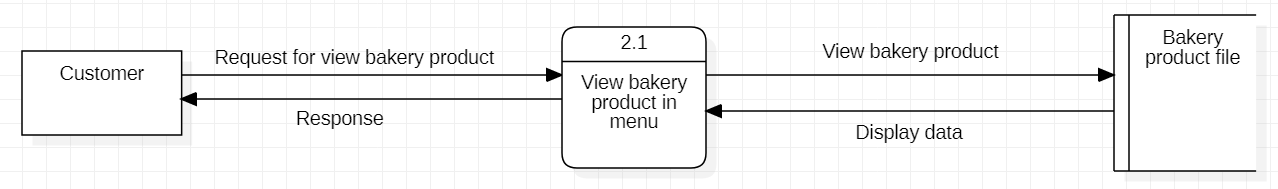 Customer
Request for view bakery product
Response
2.1
View bakery
product in
menu
View bakery product
Display data
Bakery
product file